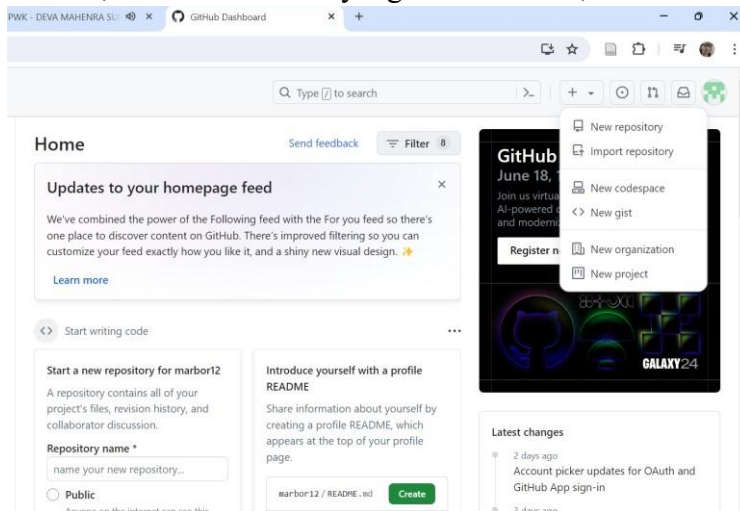 PWK - DEVA MAHENRA SU
GitHub Dashboard
Type / to search
Home
Send feedback
Filter 8
Updates to your homepage feed
We've combined the power of the Following feed with the For you feed so there's
one place to discover content on GitHub. There's improved filtering so you can
customize your feed exactly how you like it, and a shiny new visual design. ✨
Learn more
Start writing code
Start a new repository for marbor12
A repository contains all of your
project's files, revision history, and
collaborator discussion.
Repository name *
name your new repository...
Public
Introduce yourself with a profile
README
Share information about yourself by
creating a profile README, which
appears at the top of your profile
page.
marbor12 / README.md
Create
New repository
Import repository
New codespace
New gist
New organization
New project
GitHub
June 18,
Join us virtua
AI-powered
and moderni
Register n
GALAXY24
Latest changes
2 days ago
Account picker updates for OAuth and
GitHub App sign-in